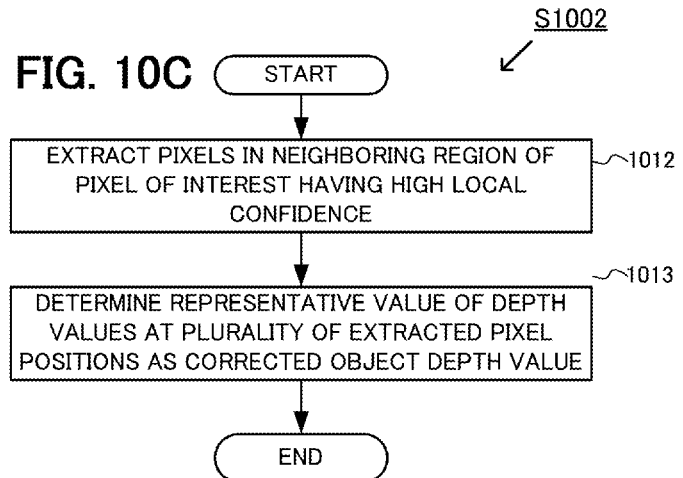 S1002
FIG. 10C
START
EXTRACT PIXELS IN NEIGHBORING REGION OF
PIXEL OF INTEREST HAVING HIGH LOCAL
CONFIDENCE
1012
1013
DETERMINE REPRESENTATIVE VALUE OF DEPTH
VALUES AT PLURALITY OF EXTRACTED PIXEL
POSITIONS AS CORRECTED OBJECT DEPTH VALUE
END